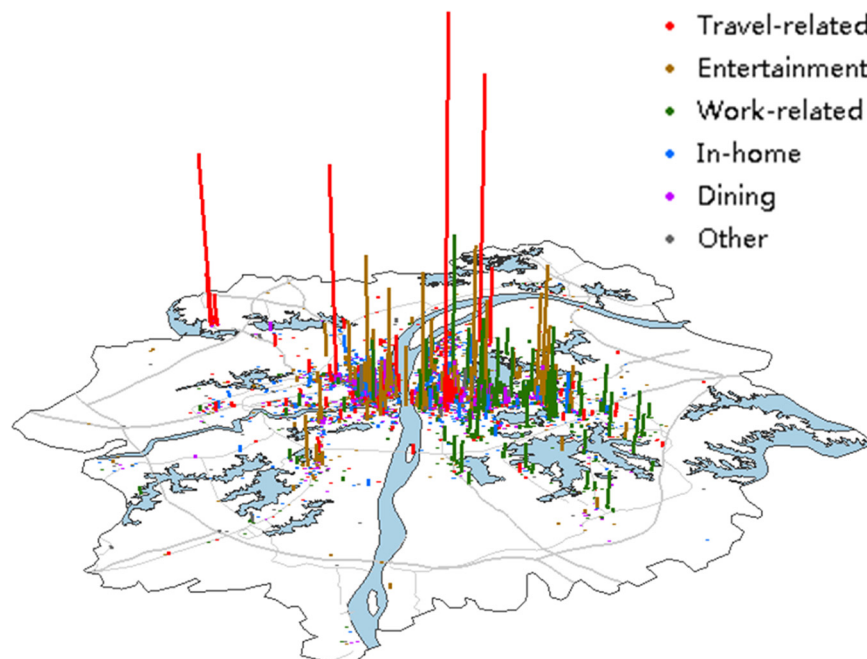 Travel-related
Entertainment
Work-related
In-home
Dining
Other